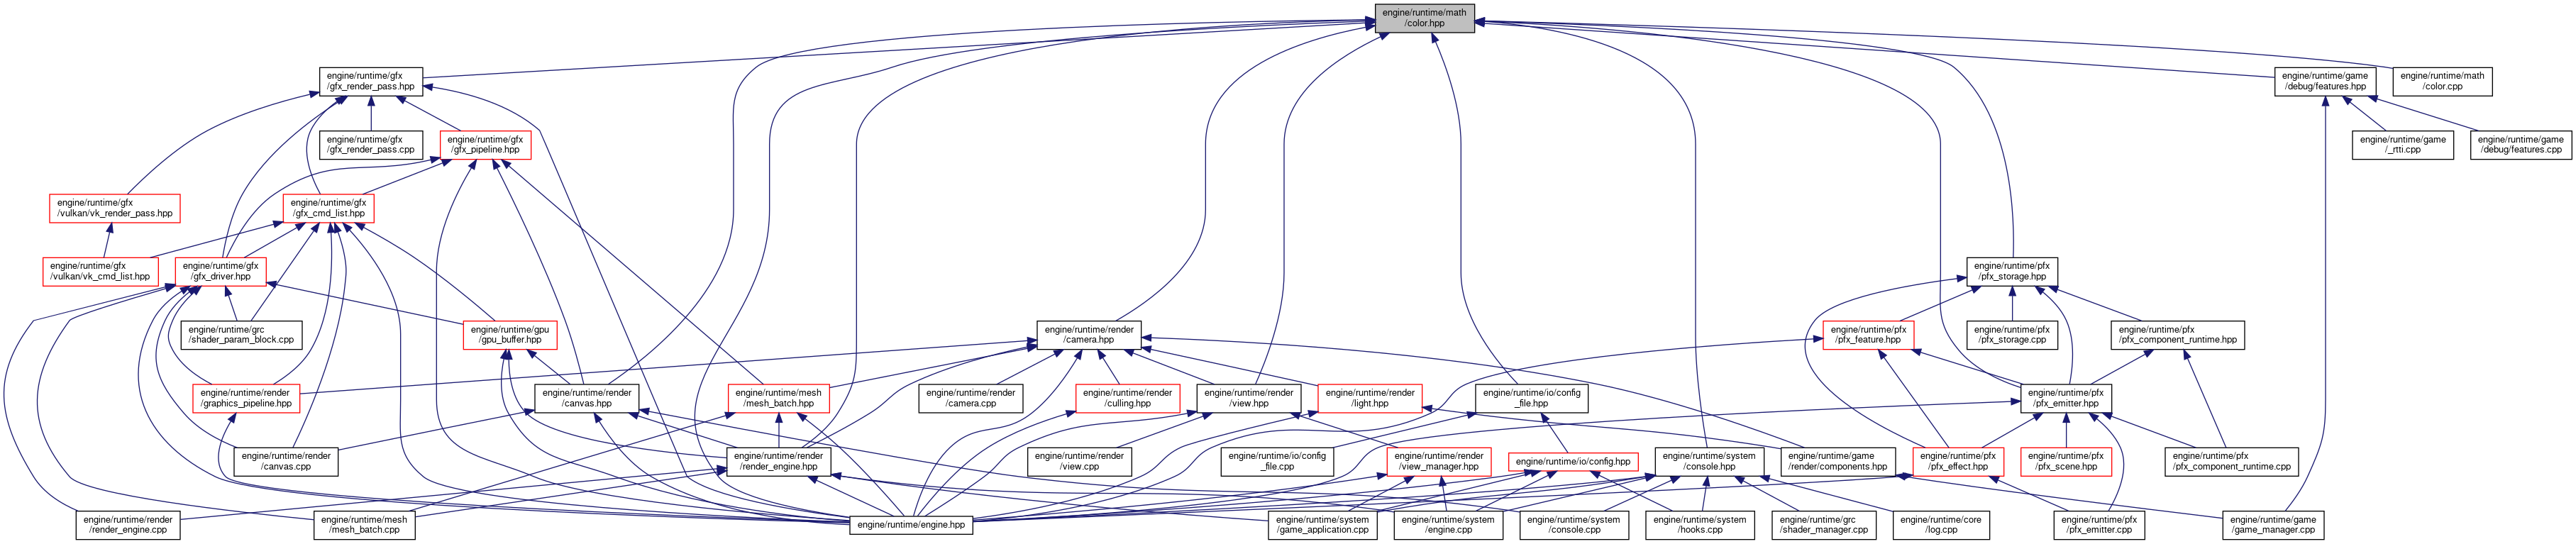 engine/runtime/math
/color.hpp
engine/runtime/gfx
/gfx_render_pass.hpp
engine/runtime/game
/debug/features.hpp
engine/runtime/math
/color.cpp
engine/runtime/gfx
/gfx_render_pass.cpp
engine/runtime/gfx
/gfx_pipeline.hpp
engine/runtime/game
/_rtti.cpp
engine/runtime/game
/debug/features.cpp
engine/runtime/gfx
/vulkan/vk_render_pass.hpp
engine/runtime/gfx
/gfx_cmd_list.hpp
engine/runtime/gfx
/vulkan/vk_cmd_list.hpp
engine/runtime/gfx
/gfx_driver.hpp
engine/runtime/pfx
/pfx_storage.hpp
engine/runtime/grc
/shader_param_block.cpp
engine/runtime/gpu
/gpu_buffer.hpp
engine/runtime/render
/camera.hpp
engine/runtime/pfx
/pfx_feature.hpp
engine/runtime/pfx
/pfx_storage.cpp
engine/runtime/pfx
/pfx_component_runtime.hpp
engine/runtime/render
/graphics_pipeline.hpp
engine/runtime/render
/canvas.hpp
engine/runtime/mesh
/mesh_batch.hpp
engine/runtime/render
/camera.cpp
engine/runtime/render
/culling.hpp
engine/runtime/render
/view.hpp
engine/runtime/render
/light.hpp
engine/runtime/io/config
_file.hpp
engine/runtime/pfx
/pfx_emitter.hpp
engine/runtime/render
/canvas.cpp
engine/runtime/render
/render_engine.hpp
engine/runtime/render
/view.cpp
engine/runtime/io/config
_file.cpp
engine/runtime/render
/view_manager.hpp
engine/runtime/io/config.hpp
engine/runtime/system
/console.hpp
engine/runtime/game
/render/components.hpp
engine/runtime/pfx
/pfx_effect.hpp
engine/runtime/pfx
/pfx_scene.hpp
engine/runtime/pfx
/pfx_component_runtime.cpp
engine/runtime/render
/render_engine.cpp
engine/runtime/mesh
/mesh_batch.cpp
engine/runtime/engine.hpp
engine/runtime/system
/game_application.cpp
engine/runtime/system
/engine.cpp
engine/runtime/system
/console.cpp
engine/runtime/system
/hooks.cpp
engine/runtime/grc
/shader_manager.cpp
engine/runtime/core
/log.cpp
engine/runtime/pfx
/pfx_emitter.cpp
engine/runtime/game
/game_manager.cpp